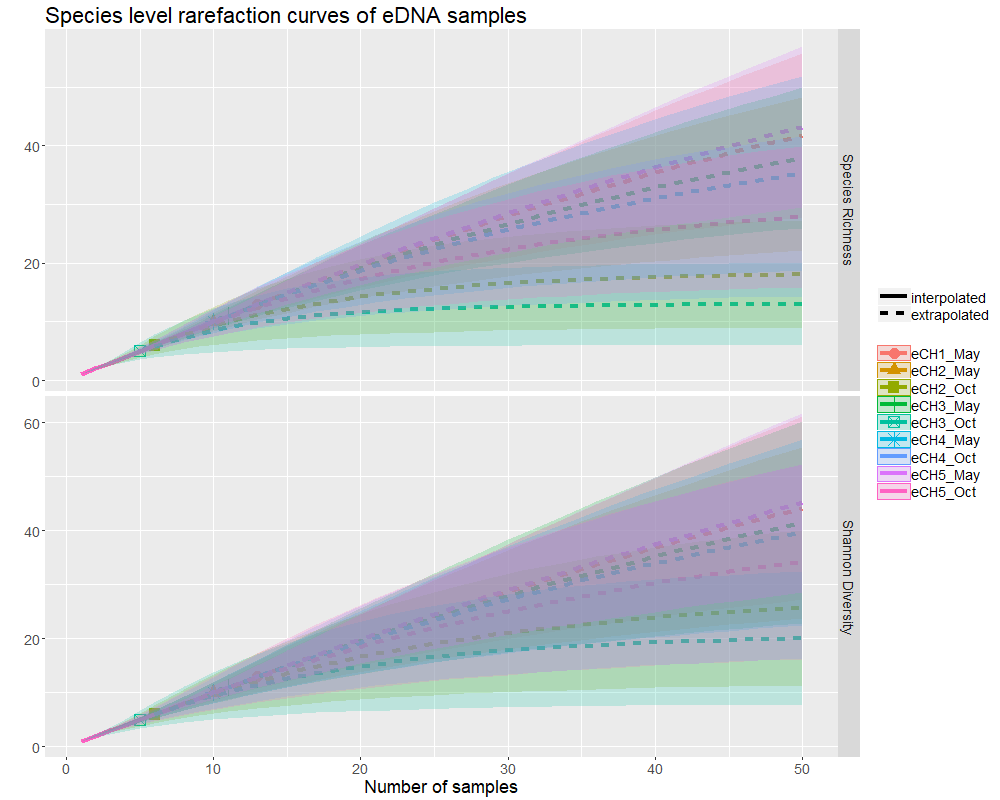 Species level rarefaction curves of eDNA samples
40
20
0
Species Richness
60
40
20
0
Shannon Diversity
0 10 20 30 40 50
Number of samples
interpolated
extrapolated
eCH1_May
eCH2_May
eCH2_Oct
eCH3_May
eCH3_Oct
eCH4_May
eCH4_Oct
eCH5_May
eCH5_Oct